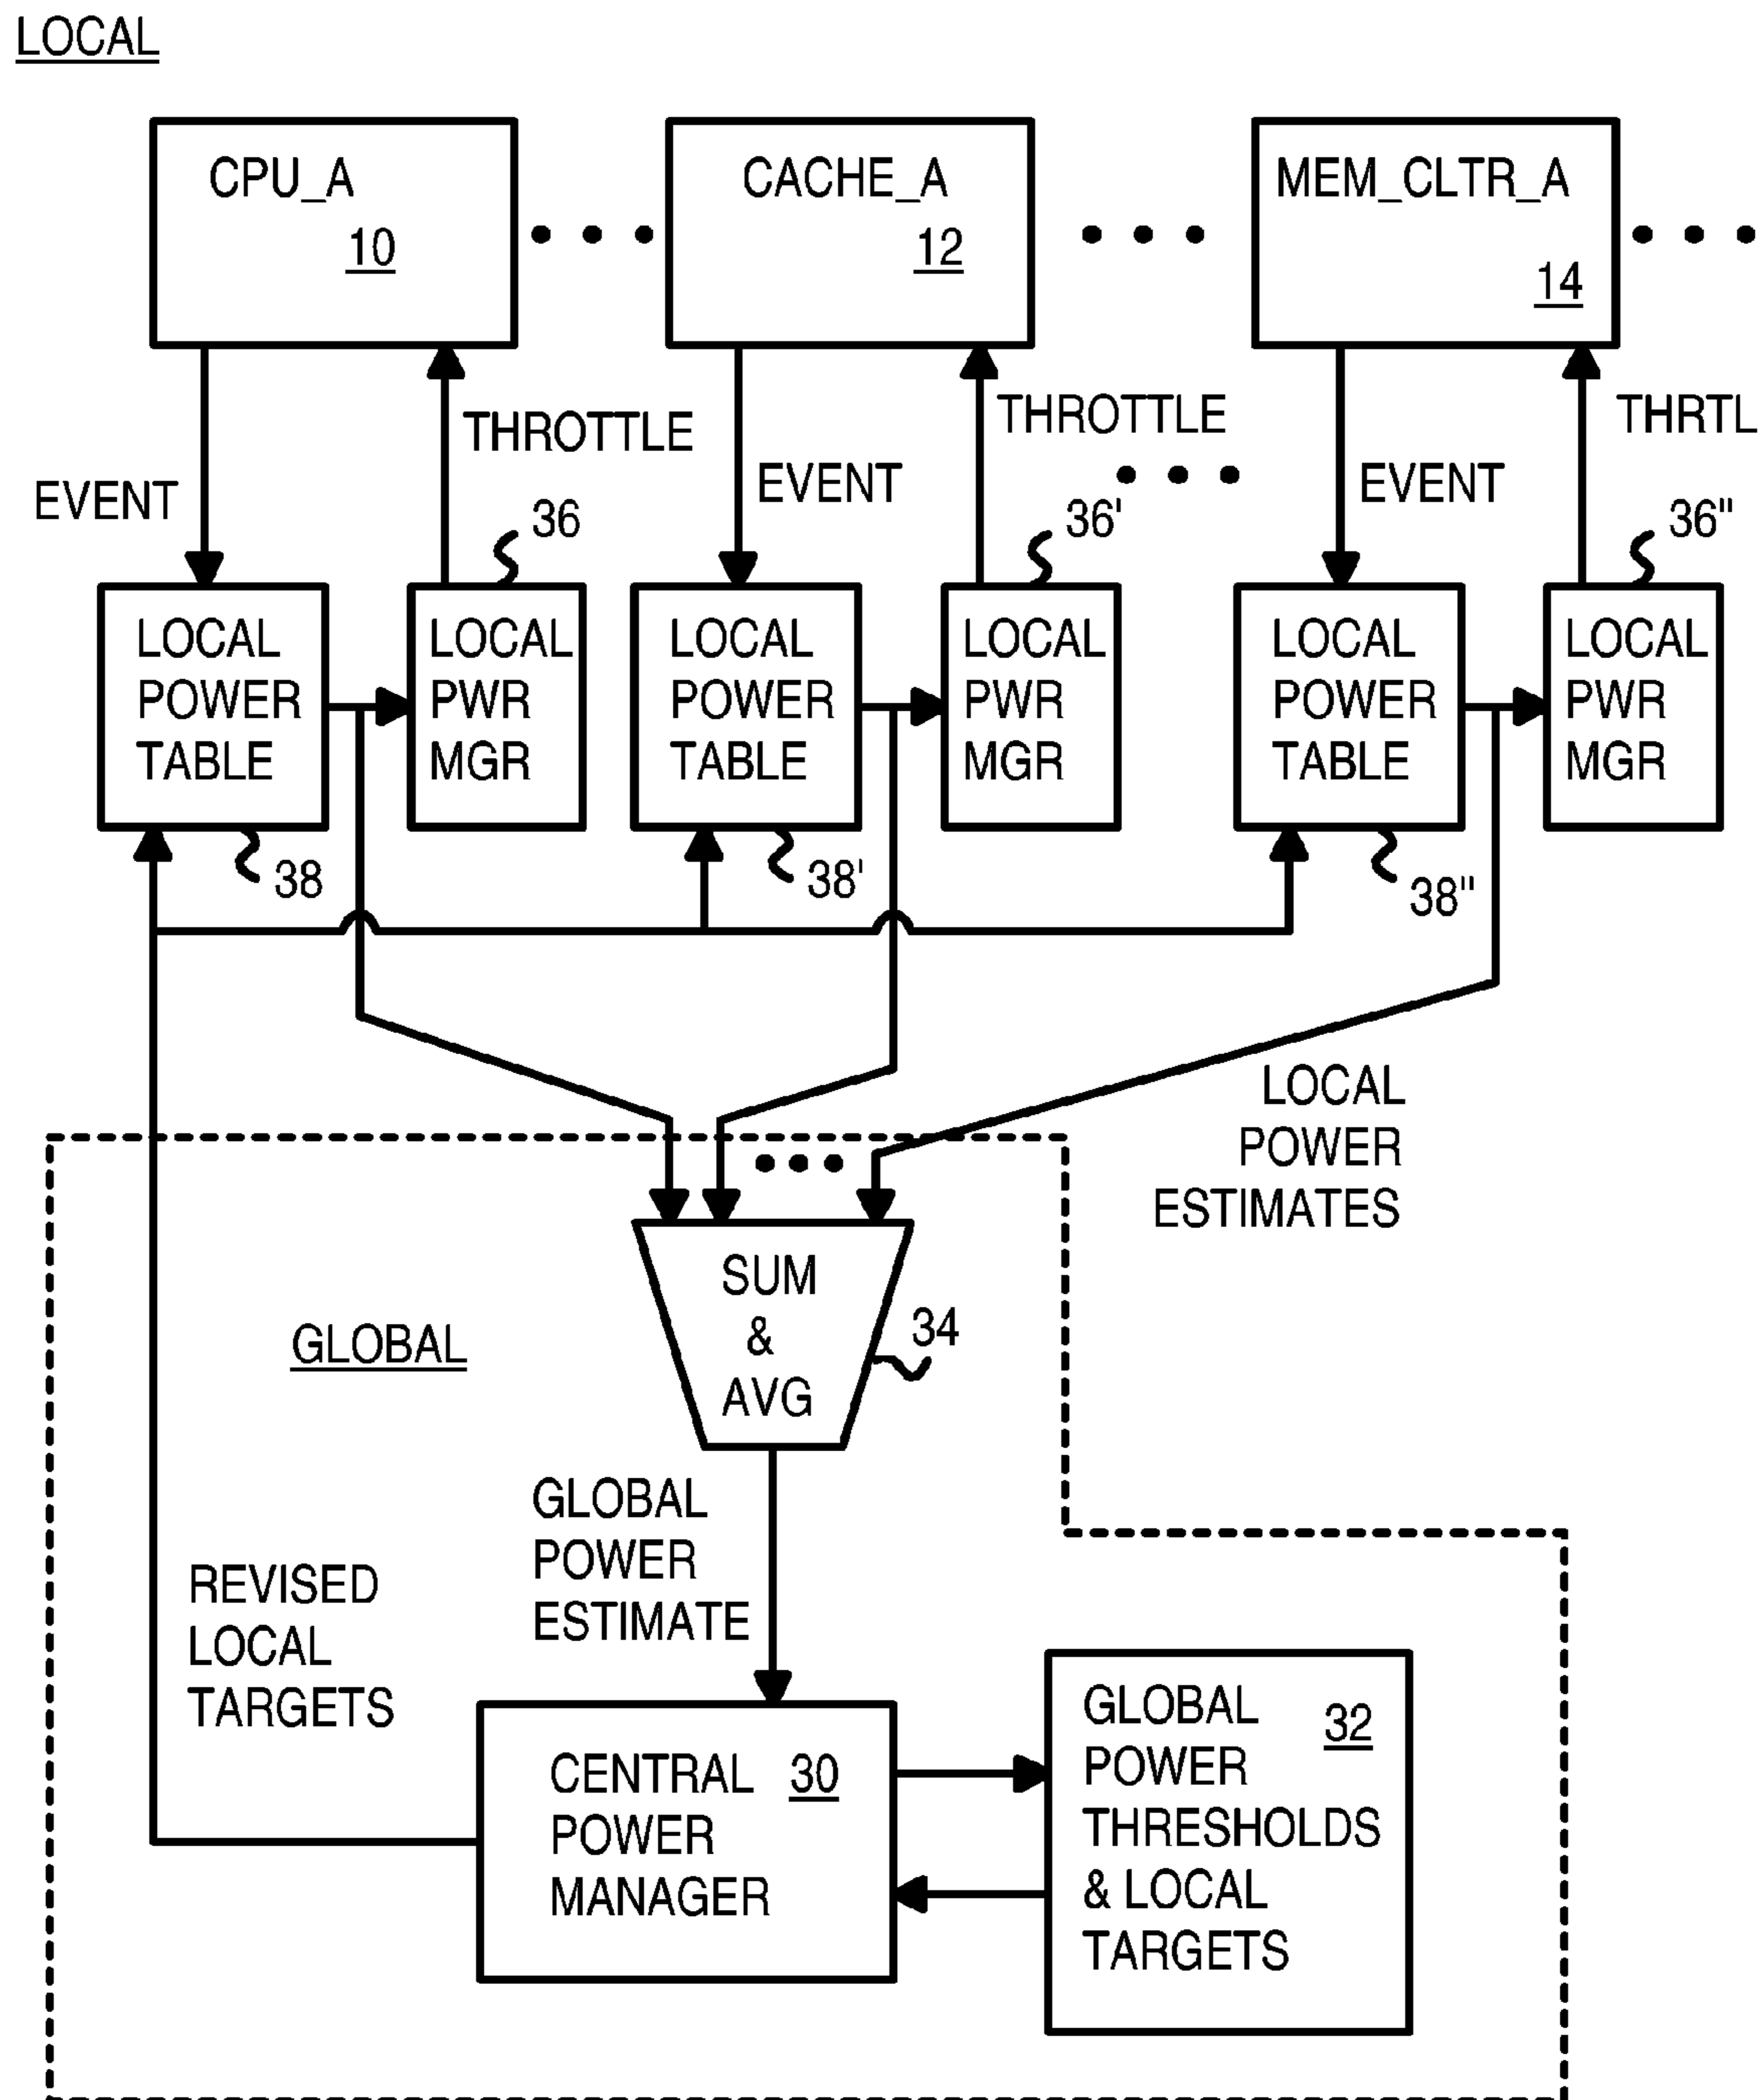 LOCAL
CPU_A
10
CACHE_A
12
MEM_CLTR_A
14
EVENT
THROTTLE
EVENT
THROTTLE
EVENT
THRTL
36
36'
36"
LOCAL
POWER
TABLE
LOCAL
PWR
MGR
LOCAL
POWER
TABLE
LOCAL
PWR
MGR
LOCAL
POWER
TABLE
LOCAL
PWR
MGR
38
38'
38"
LOCAL
POWER
ESTIMATES
SUM
&
AVG
34
GLOBAL
GLOBAL
POWER
ESTIMATE
REVISED
LOCAL
TARGETS
CENTRAL 30
POWER
MANAGER
GLOBAL 32
POWER
THRESHOLDS
& LOCAL
TARGETS